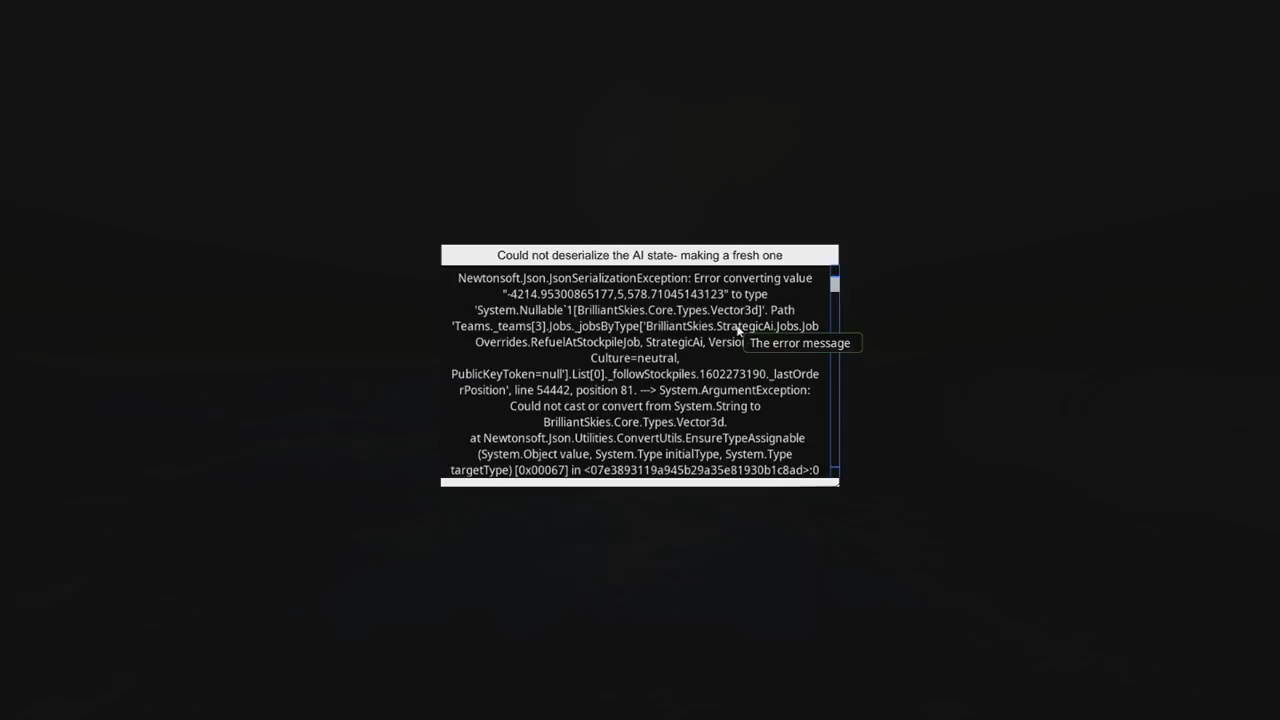 Could not deserialize the AI state- making a fresh one
Newtonsoft.Json.JsonSerializationException: Error converting value
"-4214.95300865177,5,578.71045143123" to type
'System.Nullable`1[BrilliantSkies.Core.Types.Vector3d]'. Path
'Teams._teams[3].Jobs._jobsByType['BrilliantSkies.StrategicAi.Jobs.Job
Overrides.RefuelAtStockpileJob, StrategicAi,
The error message
Culture=neutral,
PublicKeyToken=null'].List[0]._followStockpiles.1602273190._lastOrde
rPosition', line 54442, position 81. ---> System.ArgumentException:
Could not cast or convert from System.String to
BrilliantSkies.Core.Types.Vector3d.
at Newtonsoft.Json.Utilities.ConvertUtils.EnsureTypeAssignable
(System.Object value, System.Type initialType, System.Type
targetType) [0x00067] in <07e3893119a945b29a35e81930b1c8ad>:0